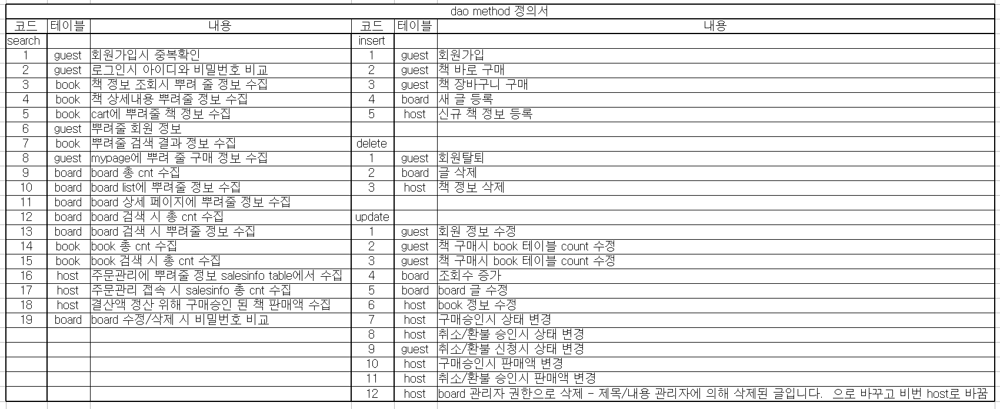 dao method 정의서
코드 테이블 내용 코드 테이블 내용
search insert
1 guest 회원가입시 중복확인 1 guest 회원가입
2 guest 로그인시 아이디와 비밀번호 비교 2 guest 책 바로 구매
3 book 책 정보 조회시 뿌려 줄 정보 수집 3 guest 책 장바구니 구매
4 book 책 상세내용 뿌려줄 정보 수집 4 board 새 글 등록
5 book cart에 뿌려줄 책 정보 수집 5 host 신규 책 정보 등록
6 guest 뿌려줄 회원 정보
7 book 뿌려줄 검색 결과 정보 수집 delete
8 guest mypage에 뿌려 줄 구매 정보 수집 1 guest 회원탈퇴
9 board board 총 cnt 수집 2 board 글 삭제
10 board board list에 뿌려줄 정보 수집 3 host 책 정보 삭제
11 board board 상세 페이지에 뿌려줄 정보 수집
12 board board 검색 시 총 cnt 수집 update
13 board board 검색 시 뿌려줄 정보 수집 1 guest 회원 정보 수정
14 book book 총 cnt 수집 2 guest 책 구매시 book 테이블 count 수정
15 book book 검색 시 총 cnt 수집 3 guest 책 구매시 book 테이블 count 수정
16 host 주문관리에 뿌려줄 정보 salesinfo table에서 수집 4 board 조회수 증가
17 host 주문관리 접속 시 salesinfo 총 cnt 수집 5 board board 글 수정
18 host 결산액 정산 위해 구매승인 된 책 판매액 수집 6 host book 정보 수정
19 board board 수정/삭제 시 비밀번호 비교 7 host 구매승인시 상태 변경
8 host 취소/환불 승인시 상태 변경
9 guest 취소/환불 신청시 상태 변경
10 host 구매승인시 판매액 변경
11 host 취소/환불 승인시 판매액 변경
12 host board 관리자 권한으로 삭제 - 제목/내용 관리자에 의해 삭제된 글입니다. 으로 바꾸고 비번 host로 바꿈